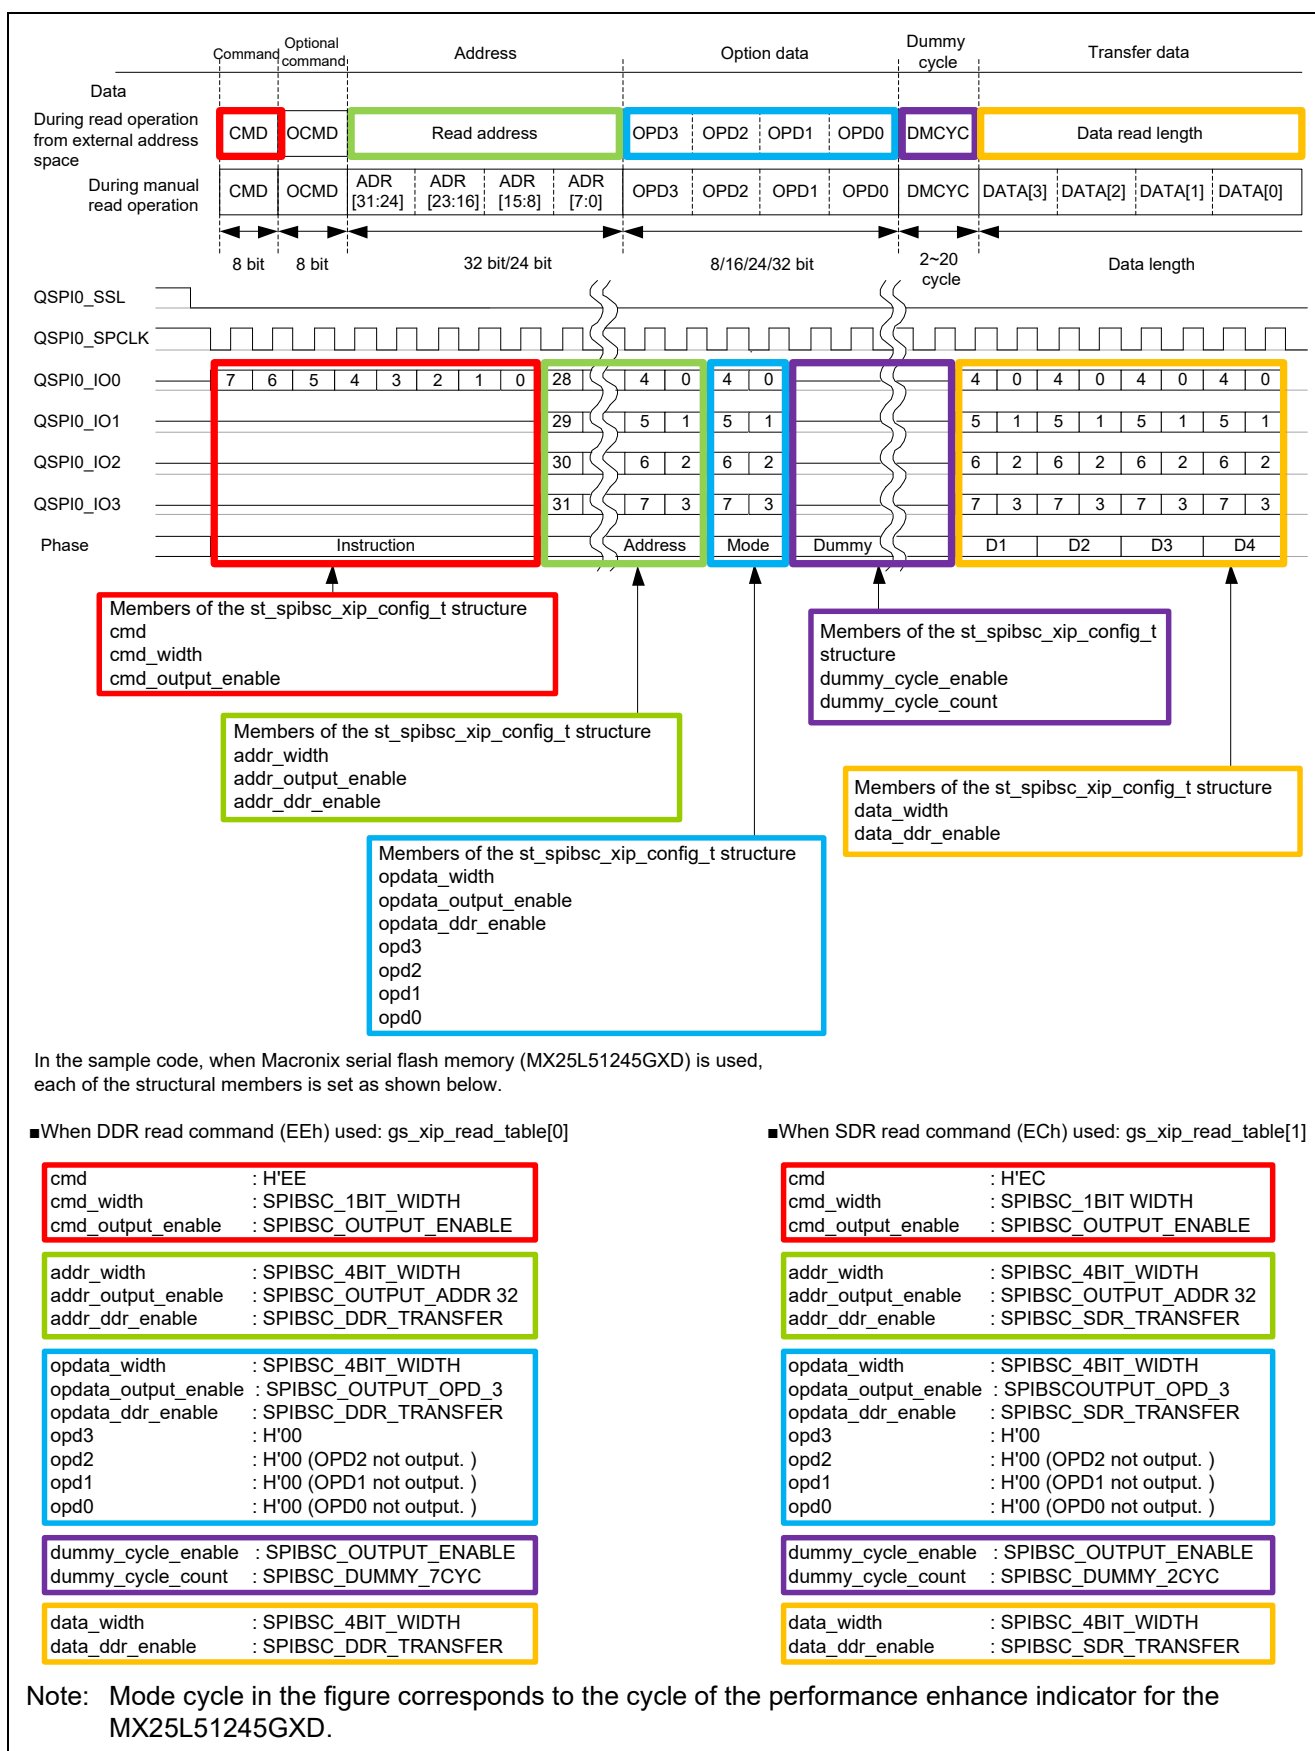 Command
Optional command
Address
Option data
Dummy cycle
Transfer data
Data
During read operation from external address space
CMD OCMD Read address OPD3 OPD2 OPD1 OPD0 DMCYC Data read length
During manual read operation
CMD OCMD ADR [31:24] ADR [23:16] ADR [15:8] ADR [7:0] OPD3 OPD2 OPD1 OPD0 DMCYC DATA[3] DATA[2] DATA[1] DATA[0]
8 bit 8 bit 32 bit/24 bit 8/16/24/32 bit 2~20 cycle Data length
QSPI0_SSL
QSPI0_SPCLK
QSPI0_IO0 7 6 5 4 3 2 1 0 28 4 0 4 0 4 0 4 0 4 0 4 0
QSPI0_IO1 29 5 1 5 1 5 1 5 1 5 1 5 1
QSPI0_IO2 30 6 2 6 2 6 2 6 2 6 2 6 2
QSPI0_IO3 31 7 3 7 3 7 3 7 3 7 3 7 3
Phase Instruction Address Mode Dummy D1 D2 D3 D4
Members of the st_spibsc_xip_config_t structure
cmd
cmd_width
cmd_output_enable
Members of the st_spibsc_xip_config_t
structure
dummy_cycle_enable
dummy_cycle_count
Members of the st_spibsc_xip_config_t structure
addr_width
addr_output_enable
addr_ddr_enable
Members of the st_spibsc_xip_config_t structure
data_width
data_ddr_enable
Members of the st_spibsc_xip_config_t structure
opdata_width
opdata_output_enable
opdata_ddr_enable
opd3
opd2
opd1
opd0
In the sample code, when Macronix serial flash memory (MX25L51245GXD) is used,
each of the structural members is set as shown below.
■When DDR read command (EEh) used: gs_xip_read_table[0]
cmd : H'EE
cmd_width : SPIBSC_1BIT_WIDTH
cmd_output_enable : SPIBSC_OUTPUT_ENABLE
addr_width : SPIBSC_4BIT_WIDTH
addr_output_enable : SPIBSC_OUTPUT_ADDR 32
addr_ddr_enable : SPIBSC_DDR_TRANSFER
opdata_width : SPIBSC_4BIT_WIDTH
opdata_output_enable : SPIBSC_OUTPUT_OPD_3
opdata_ddr_enable : SPIBSC_DDR_TRANSFER
opd3 : H'00
opd2 : H'00 (OPD2 not output. )
opd1 : H'00 (OPD1 not output. )
opd0 : H'00 (OPD0 not output. )
dummy_cycle_enable : SPIBSC_OUTPUT_ENABLE
dummy_cycle_count : SPIBSC_DUMMY_7CYC
data_width : SPIBSC_4BIT_WIDTH
data_ddr_enable : SPIBSC_DDR_TRANSFER
■When SDR read command (ECh) used: gs_xip_read_table[1]
cmd : H'EC
cmd_width : SPIBSC_1BIT WIDTH
cmd_output_enable : SPIBSC_OUTPUT_ENABLE
addr_width : SPIBSC_4BIT_WIDTH
addr_output_enable : SPIBSC_OUTPUT_ADDR 32
addr_ddr_enable : SPIBSC_SDR_TRANSFER
opdata_width : SPIBSC_4BIT_WIDTH
opdata_output_enable : SPIBSCOUTPUT_OPD_3
opdata_ddr_enable : SPIBSC_SDR_TRANSFER
opd3 : H'00
opd2 : H'00 (OPD2 not output. )
opd1 : H'00 (OPD1 not output. )
opd0 : H'00 (OPD0 not output. )
dummy_cycle_enable : SPIBSC_OUTPUT_ENABLE
dummy_cycle_count : SPIBSC_DUMMY_2CYC
data_width : SPIBSC_4BIT_WIDTH
data_ddr_enable : SPIBSC_SDR_TRANSFER
Note: Mode cycle in the figure corresponds to the cycle of the performance enhance indicator for the
MX25L51245GXD.